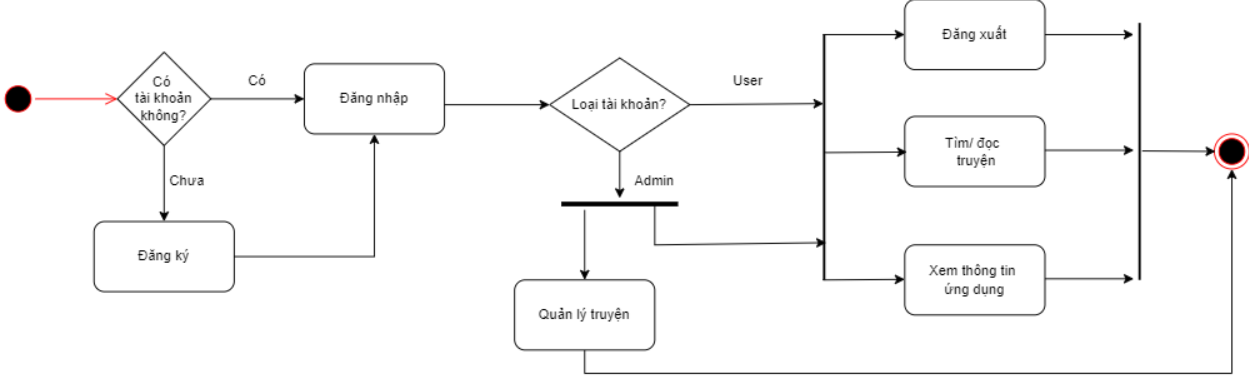 Có
tài khoản
không?
Có
Chưa
Đăng ký
Đăng nhập
Loại tài khoản?
User
Admin
Quản lý truyện
Đăng xuất
Tìm/ đọc
truyện
Xem thông tin
ứng dụng